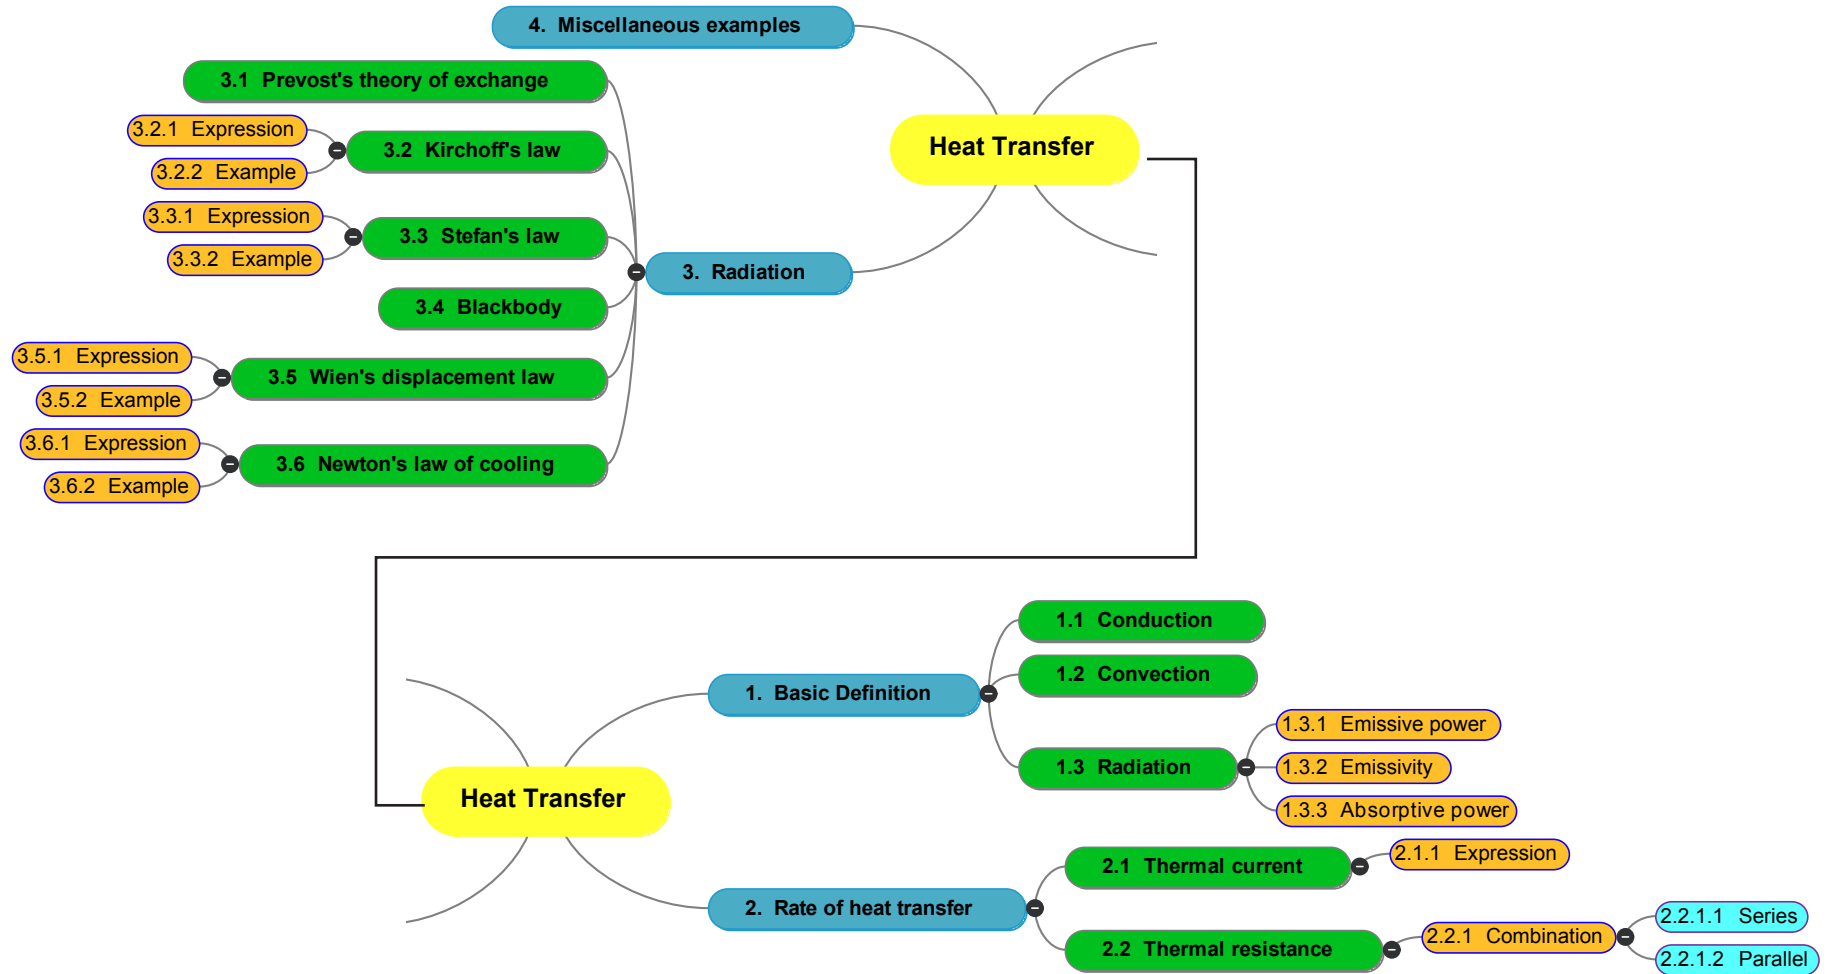 4.  Miscellaneous examples
3.1  Prevost's theory of exchange
3.2.1  Expression
3.2  Kirchoff's law
3.2.2  Example
Heat Transfer
3.3.1  Expression
3.3  Stefan's law
3.3.2  Example
3.  Radiation
3.4  Blackbody
3.5.1  Expression
3.5  Wien's displacement law
3.5.2  Example
3.6.1  Expression
3.6  Newton's law of cooling
3.6.2  Example
1.1  Conduction
1.2  Convection
1.  Basic Definition
1.3.1  Emissive power
1.3  Radiation
1.3.2  Emissivity
1.3.3  Absorptive power
Heat Transfer
2.1  Thermal current
2.1.1  Expression
2.  Rate of heat transfer
2.2  Thermal resistance
2.2.1  Combination
2.2.1.1  Series
2.2.1.2  Parallel